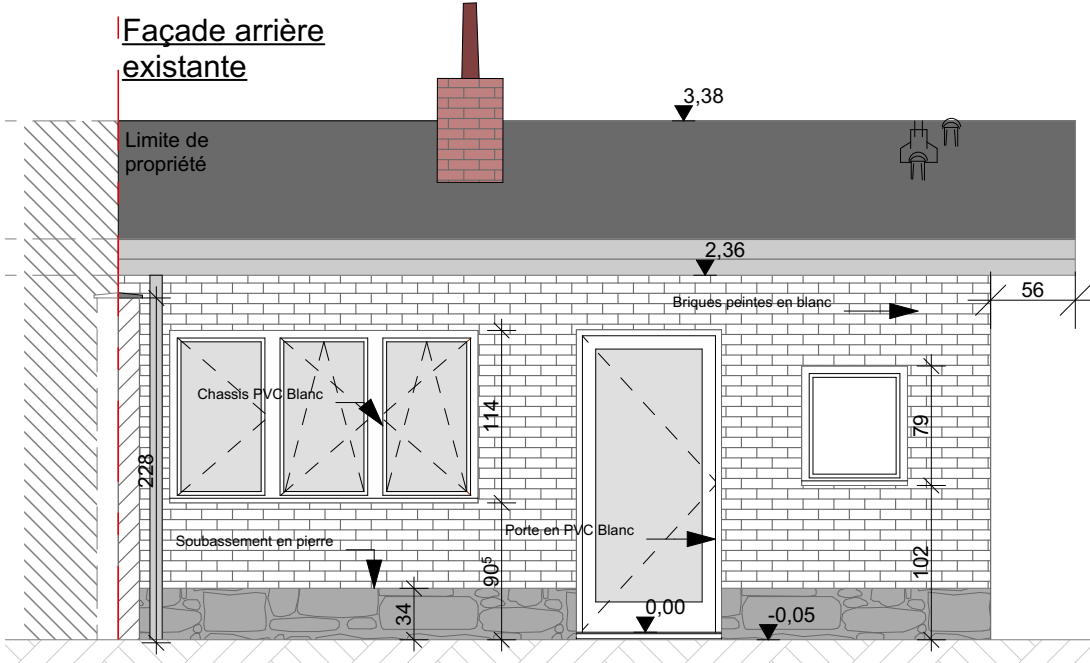 Façade arrière
existante
3,38
Limite de
propriété
2,36
56
Briques peintes en blanc
Chassis PVC Blanc
114
79
228
Soubassement en pierre
Porte en PVC Blanc
90⁵
102
34
0,00
-0,05